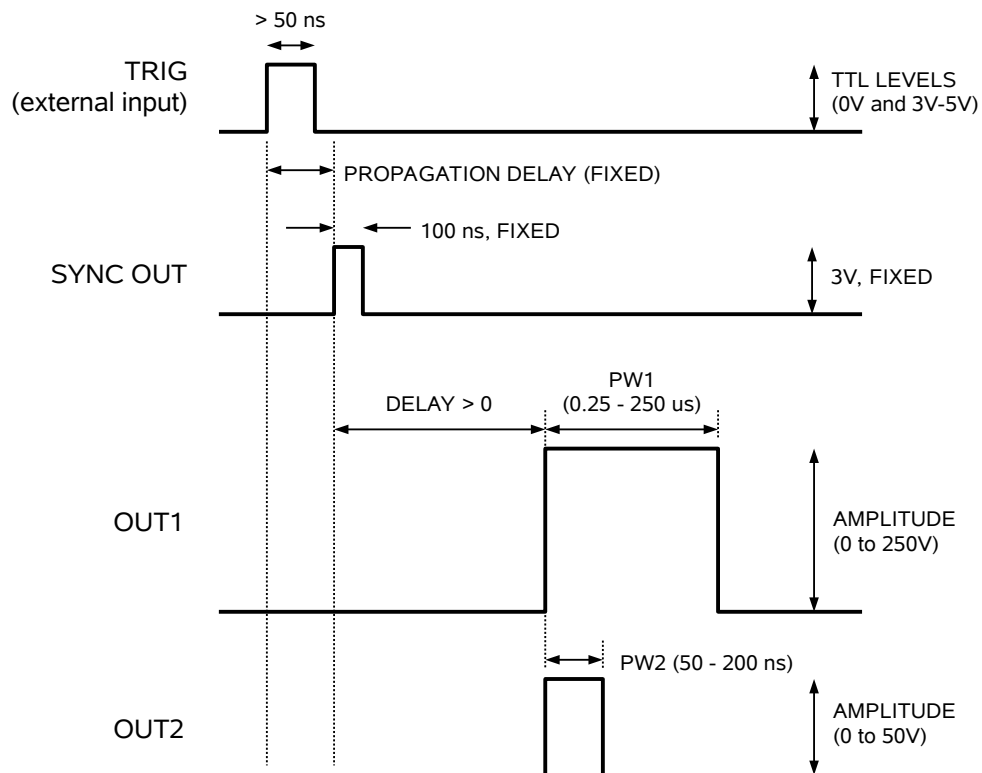 > 50 ns
TRIG
(external input)
TTL LEVELS
(0V and 3V-5V)
PROPAGATION DELAY (FIXED)
100 ns, FIXED
SYNC OUT
3V, FIXED
PW1
(0.25 - 250 us)
DELAY > 0
OUT1
AMPLITUDE
(0 to 250V)
PW2 (50 - 200 ns)
OUT2
AMPLITUDE
(0 to 50V)